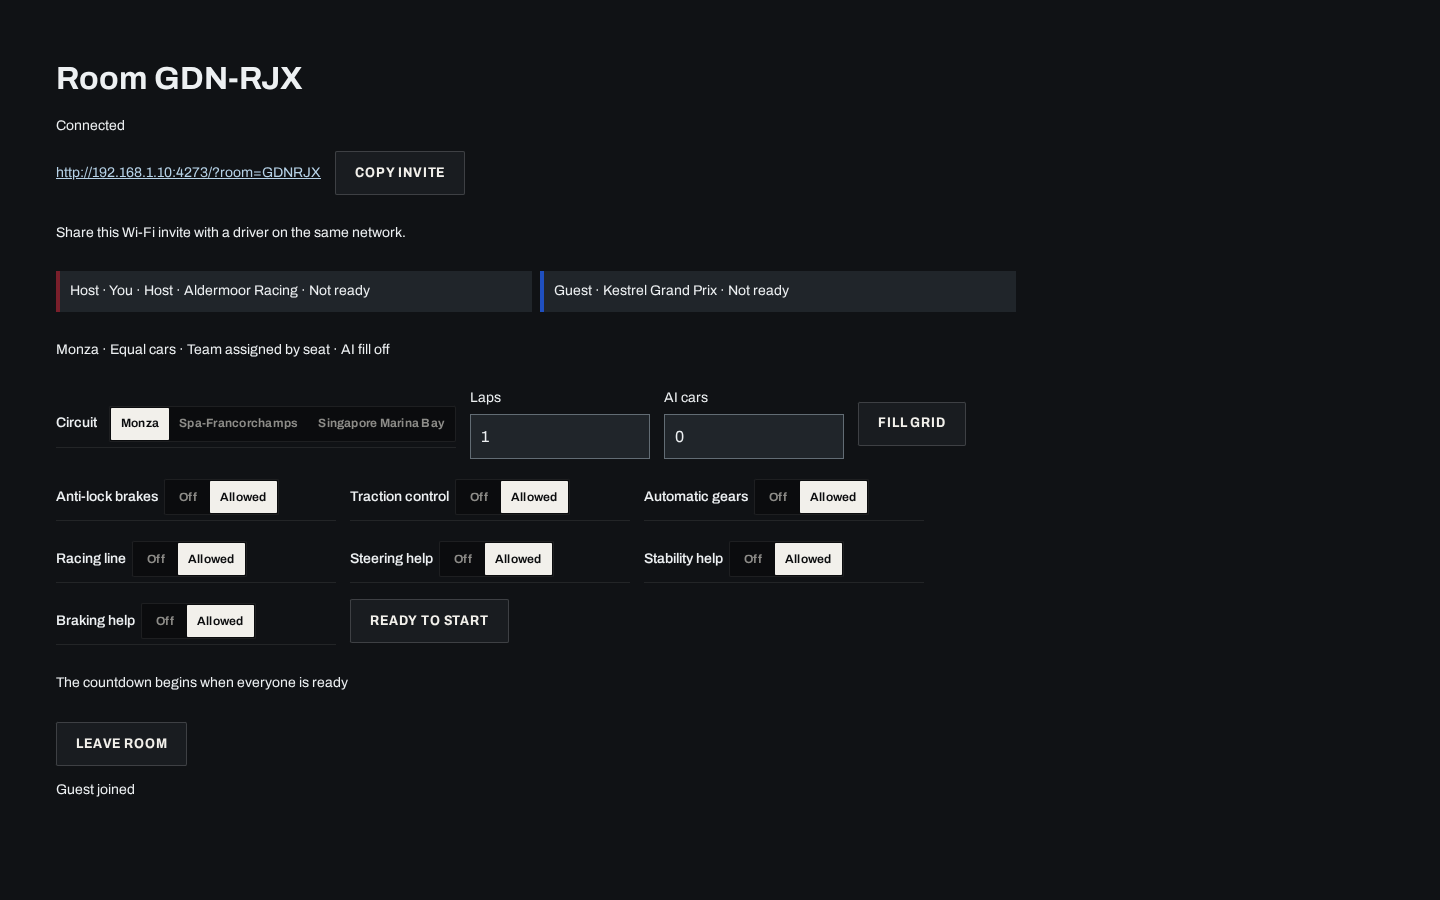 Room GDN-RJX
Connected
http://192.168.1.10:4273/?room=GDNRJX COPY INVITE
Share this Wi-Fi invite with a driver on the same network.
Host · You · Host · Aldermoor Racing · Not ready
Guest · Kestrel Grand Prix · Not ready
Monza · Equal cars · Team assigned by seat · AI fill off
Laps AI cars
Circuit Monza Spa-Francorchamps Singapore Marina Bay 1 0 FILL GRID
Anti-lock brakes Off Allowed Traction control Off Allowed Automatic gears Off Allowed
Racing line Off Allowed Steering help Off Allowed Stability help Off Allowed
Braking help Off Allowed READY TO START
The countdown begins when everyone is ready
LEAVE ROOM
Guest joined